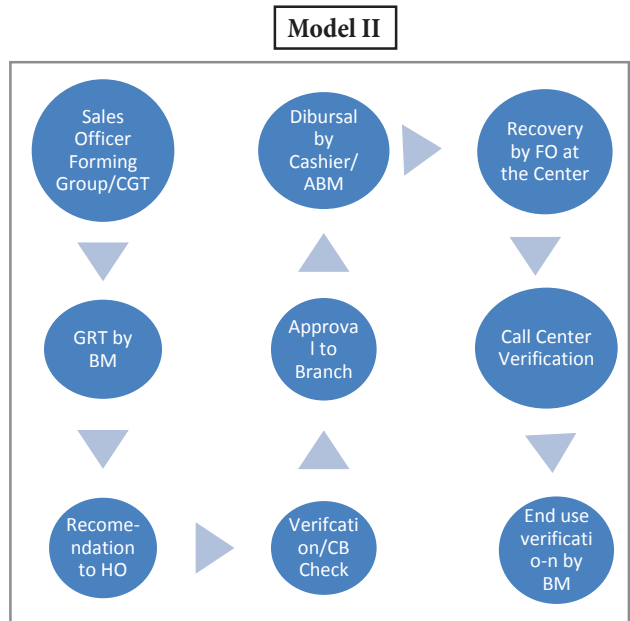 Model II
Sales
Officer
Forming
Group/CGT
GRT by
BM
Recome-
ndation
to HO
Verifcati
on/CB
Check
Approva
l to
Branch
Dibursal
by
Cashier/
ABM
Recovery
by FO at
the Center
Call Center
Verification
End use
verificati
o-n by
BM